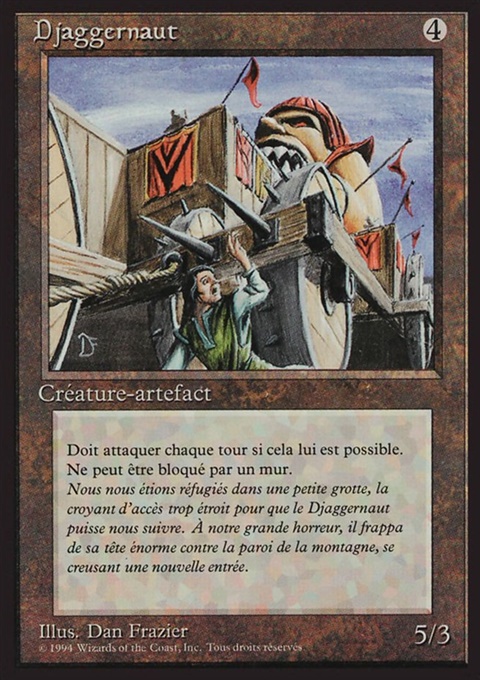 Djaggernaut
4
DF
Créature-artefact
Doit attaquer chaque tour si cela lui est possible.
Ne peut être bloqué par un mur.
Nous nous étions réfugiés dans une petite grotte, la
croyant d'accès trop étroit pour que le Djaggernaut
puisse nous suivre. À notre grande horreur, il frappa
de sa tête énorme contre la paroi de la montagne, se
creusant une nouvelle entrée.
Illus. Dan Frazier
5/3
© 1994 Wizards of the Coast, Inc. Tous droits réservés